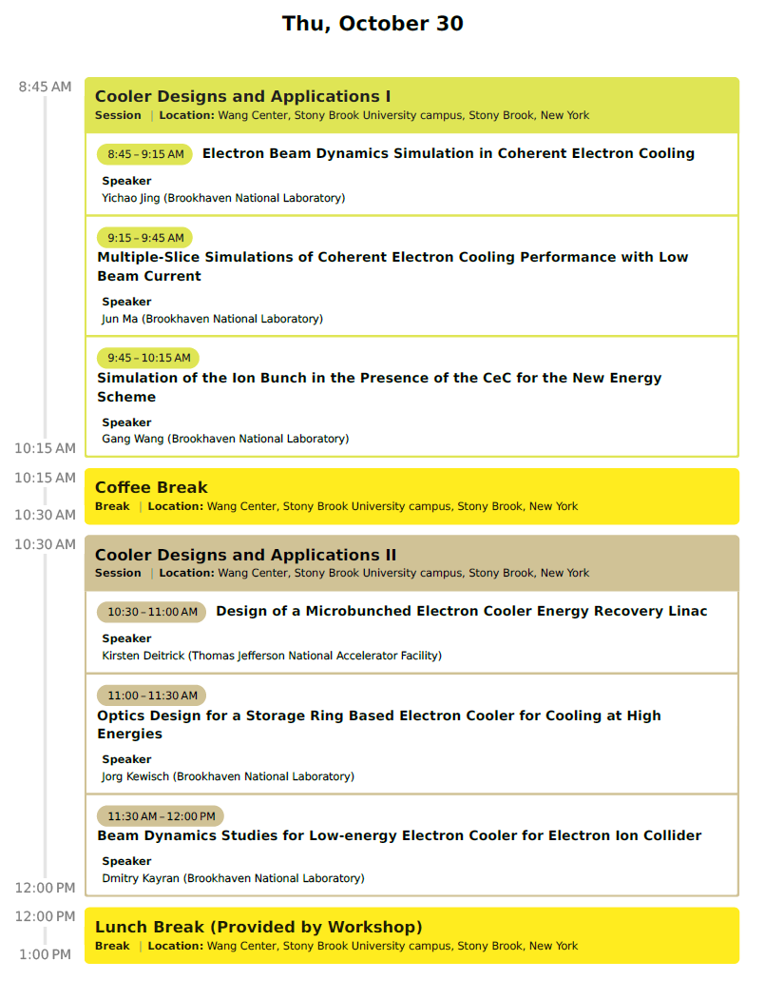 Thu, October 30
8:45 AM
Cooler Designs and Applications I
Session | Location: Wang Center, Stony Brook University campus, Stony Brook, New York
8:45 – 9:15 AM Electron Beam Dynamics Simulation in Coherent Electron Cooling
Speaker
Yichao Jing (Brookhaven National Laboratory)
9:15 – 9:45 AM
Multiple-Slice Simulations of Coherent Electron Cooling Performance with Low
Beam Current
Speaker
Jun Ma (Brookhaven National Laboratory)
9:45 – 10:15 AM
Simulation of the Ion Bunch in the Presence of the CeC for the New Energy
Scheme
Speaker
Gang Wang (Brookhaven National Laboratory)
10:15 AM
10:15 AM
Coffee Break
Break | Location: Wang Center, Stony Brook University campus, Stony Brook, New York
10:30 AM
10:30 AM
Cooler Designs and Applications II
Session | Location: Wang Center, Stony Brook University campus, Stony Brook, New York
10:30 – 11:00 AM Design of a Microbunched Electron Cooler Energy Recovery Linac
Speaker
Kirsten Deitrick (Thomas Jefferson National Accelerator Facility)
11:00 – 11:30 AM
Optics Design for a Storage Ring Based Electron Cooler for Cooling at High
Energies
Speaker
Jorg Kewisch (Brookhaven National Laboratory)
11:30 AM – 12:00 PM
Beam Dynamics Studies for Low-energy Electron Cooler for Electron Ion Collider
Speaker
Dmitry Kayran (Brookhaven National Laboratory)
12:00 PM
12:00 PM
Lunch Break (Provided by Workshop)
Break | Location: Wang Center, Stony Brook University campus, Stony Brook, New York
1:00 PM